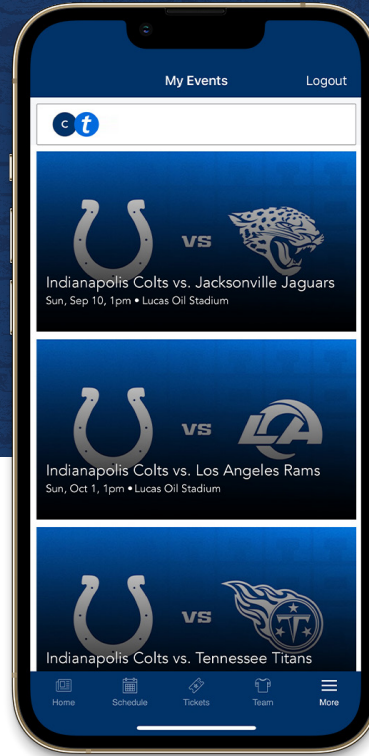 My Events
Logout
C t
VS
Indianapolis Colts vs. Jacksonville Jaguars
Sun, Sep 10, 1pm • Lucas Oil Stadium
VS
LA
Indianapolis Colts vs. Los Angeles Rams
Sun, Oct 1, 1pm • Lucas Oil Stadium
VS
T
Indianapolis Colts vs. Tennessee Titans
Home
Schedule
Tickets
Team
More